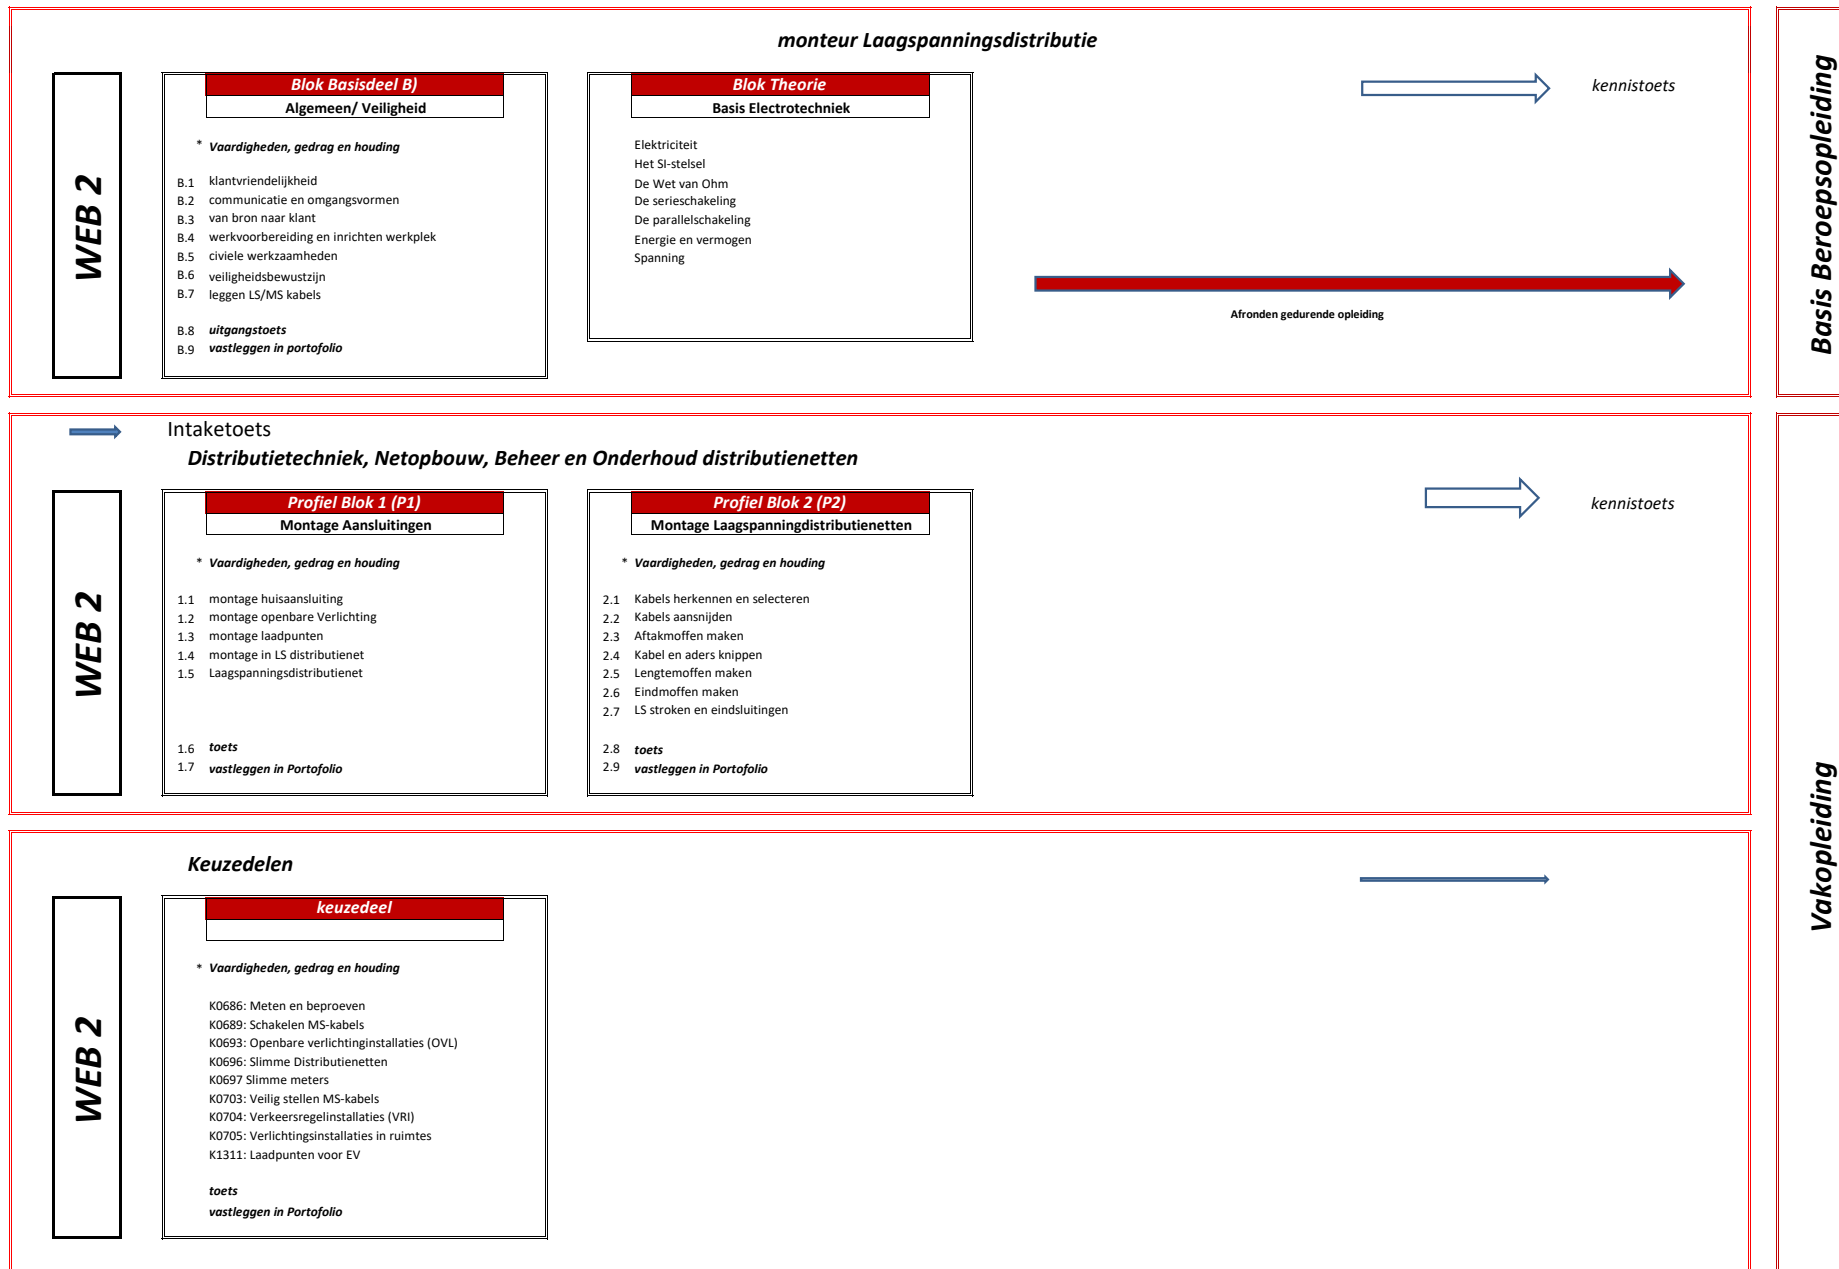 monteur Laagspanningsdistributie
WEB 2
Blok Basisdeel B)
Algemeen/ Veiligheid
* Vaardigheden, gedrag en houding
B.1 klantvriendelijkheid
B.2 communicatie en omgangsvormen
B.3 van bron naar klant
B.4 werkvoorbereiding en inrichten werkplek
B.5 civiele werkzaamheden
B.6 veiligheidsbewustzijn
B.7 leggen LS/MS kabels
B.8 uitgangstoets
B.9 vastleggen in portofolio
Blok Theorie
Basis Electrotechniek
Elektriciteit
Het SI-stelsel
De Wet van Ohm
De serieschakeling
De parallelschakeling
Energie en vermogen
Spanning
kennistoets
Afronden gedurende opleiding
Basis Beroepsopleiding
Intaketoets
Distributietechniek, Netopbouw, Beheer en Onderhoud distributienetten
WEB 2
Profiel Blok 1 (P1)
Montage Aansluitingen
* Vaardigheden, gedrag en houding
1.1 montage huisaansluiting
1.2 montage openbare Verlichting
1.3 montage laadpunten
1.4 montage in LS distributienet
1.5 Laagspanningsdistributienet
1.6 toets
1.7 vastleggen in Portofolio
Profiel Blok 2 (P2)
Montage Laagspanningdistributienetten
* Vaardigheden, gedrag en houding
2.1 Kabels herkennen en selecteren
2.2 Kabels aansnijden
2.3 Aftakmoffen maken
2.4 Kabel en aders knippen
2.5 Lengtemoffen maken
2.6 Eindmoffen maken
2.7 LS stroken en eindsluitingen
2.8 toets
2.9 vastleggen in Portofolio
kennistoets
Vakopleiding
Keuzedelen
WEB 2
keuzedeel
* Vaardigheden, gedrag en houding
K0686: Meten en beproeven
K0689: Schakelen MS-kabels
K0693: Openbare verlichtinginstallaties (OVL)
K0696: Slimme Distributienetten
K0697 Slimme meters
K0703: Veilig stellen MS-kabels
K0704: Verkeersregelinstallaties (VRI)
K0705: Verlichtingsinstallaties in ruimtes
K1311: Laadpunten voor EV
toets
vastleggen in Portofolio